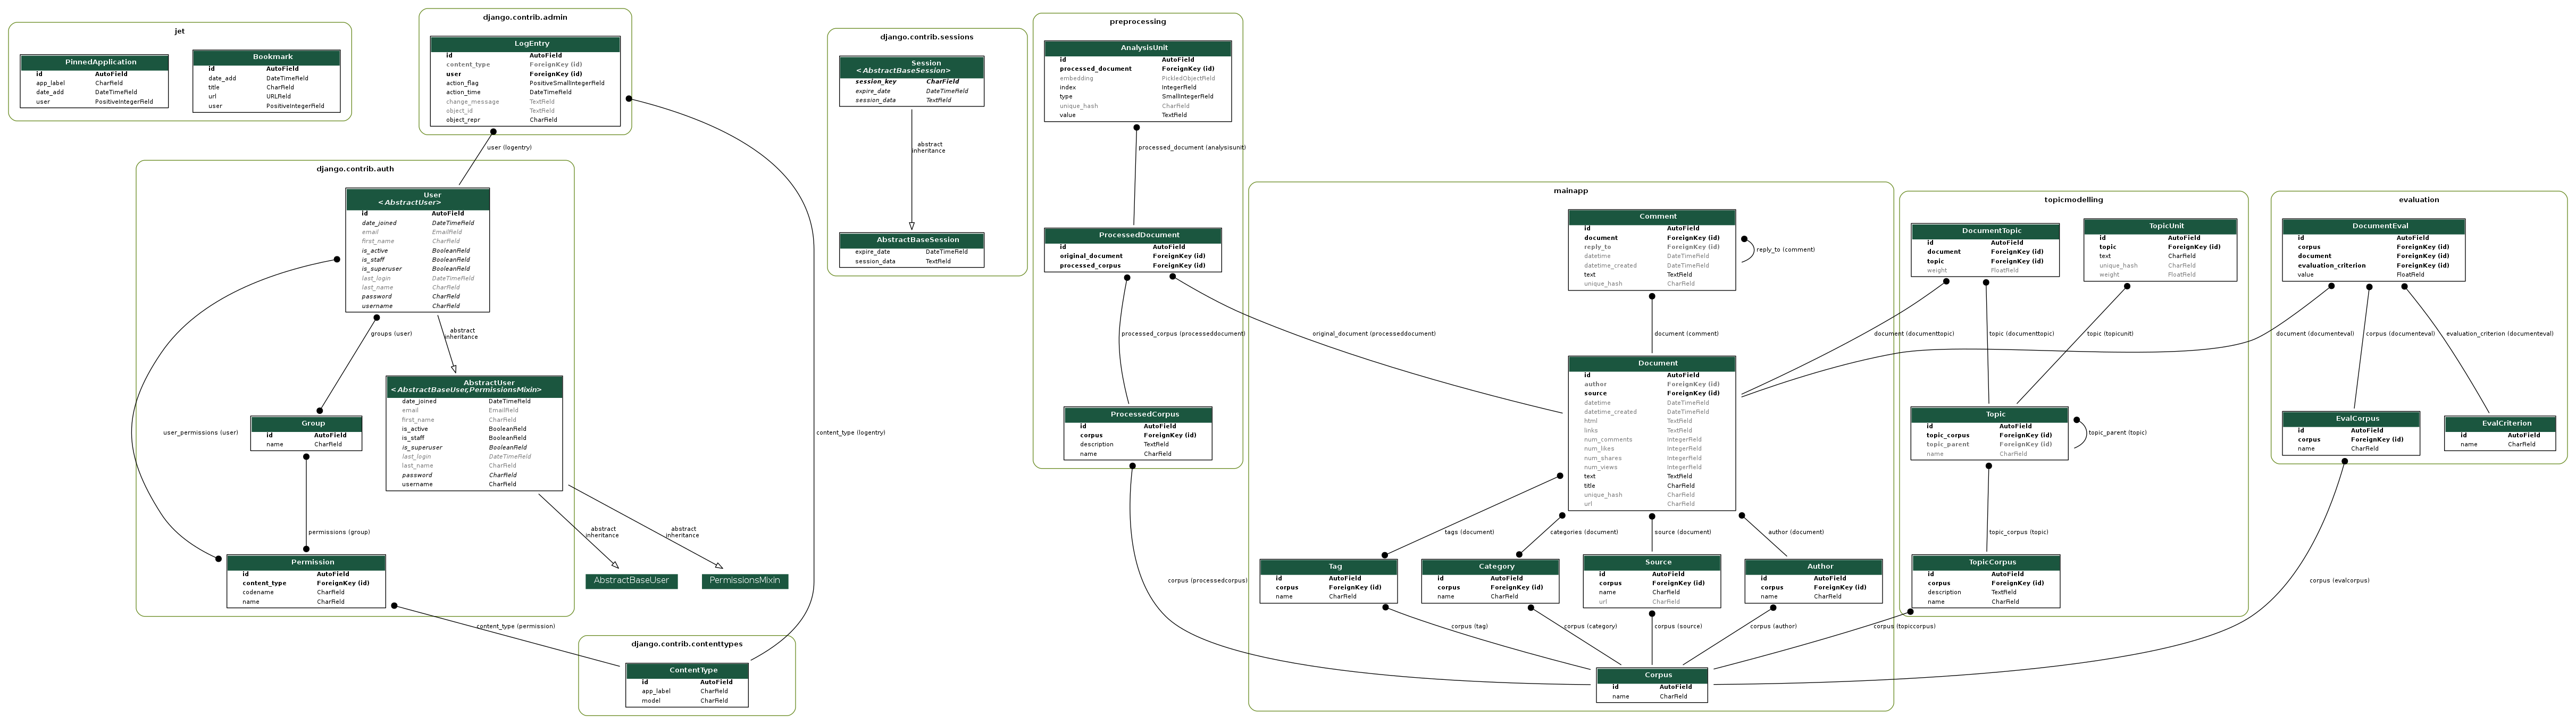 jet
PinnedApplication
id AutoField
app_label CharField
date_add DateTimeField
user PositiveIntegerField
Bookmark
id AutoField
date_add DateTimeField
title CharField
url URLField
user PositiveIntegerField
django.contrib.admin
LogEntry
id AutoField
content_type ForeignKey (id)
user ForeignKey (id)
action_flag PositiveSmallIntegerField
action_time DateTimeField
change_message TextField
object_id TextField
object_repr CharField
user (logentry)
content_type (logentry)
django.contrib.auth
User
<AbstractUser>
id AutoField
date_joined DateTimeField
email EmailField
first_name CharField
is_active BooleanField
is_staff BooleanField
is_superuser BooleanField
last_login DateTimeField
last_name CharField
password CharField
username CharField
groups (user)
abstract
inheritance
user_permissions (user)
AbstractUser
<AbstractBaseUser,PermissionsMixin>
date_joined DateTimeField
email EmailField
first_name CharField
is_active BooleanField
is_staff BooleanField
is_superuser BooleanField
last_login DateTimeField
last_name CharField
password CharField
username CharField
Group
id AutoField
name CharField
permissions (group)
abstract
inheritance
abstract
inheritance
AbstractBaseUser
PermissionsMixin
Permission
id AutoField
content_type ForeignKey (id)
codename CharField
name CharField
content_type (permission)
django.contrib.contenttypes
ContentType
id AutoField
app_label CharField
model CharField
django.contrib.sessions
Session
<AbstractBaseSession>
session_key CharField
expire_date DateTimeField
session_data TextField
abstract
inheritance
AbstractBaseSession
expire_date DateTimeField
session_data TextField
preprocessing
AnalysisUnit
id AutoField
processed_document ForeignKey (id)
embedding PickledObjectField
index IntegerField
type SmallIntegerField
unique_hash CharField
value TextField
processed_document (analysisunit)
ProcessedDocument
id AutoField
original_document ForeignKey (id)
processed_corpus ForeignKey (id)
processed_corpus (processeddocument)
original_document (processeddocument)
ProcessedCorpus
id AutoField
corpus ForeignKey (id)
description TextField
name CharField
corpus (processedcorpus)
mainapp
Comment
id AutoField
document ForeignKey (id)
reply_to ForeignKey (id)
datetime DateTimeField
datetime_created DateTimeField
text TextField
unique_hash CharField
reply_to (comment)
document (comment)
Document
id AutoField
author ForeignKey (id)
source ForeignKey (id)
datetime DateTimeField
datetime_created DateTimeField
html TextField
links TextField
num_comments IntegerField
num_likes IntegerField
num_shares IntegerField
num_views IntegerField
text TextField
title CharField
unique_hash CharField
url CharField
tags (document)
categories (document)
source (document)
author (document)
Tag
id AutoField
corpus ForeignKey (id)
name CharField
Category
id AutoField
corpus ForeignKey (id)
name CharField
Source
id AutoField
corpus ForeignKey (id)
name CharField
url CharField
Author
id AutoField
corpus ForeignKey (id)
name CharField
corpus (tag)
corpus (category)
corpus (source)
corpus (author)
Corpus
id AutoField
name CharField
topicmodelling
DocumentTopic
id AutoField
document ForeignKey (id)
topic ForeignKey (id)
weight FloatField
TopicUnit
id AutoField
topic ForeignKey (id)
text CharField
unique_hash CharField
weight FloatField
document (documenttopic)
topic (documenttopic)
topic (topicunit)
Topic
id AutoField
topic_corpus ForeignKey (id)
topic_parent ForeignKey (id)
name CharField
topic_parent (topic)
topic_corpus (topic)
TopicCorpus
id AutoField
corpus ForeignKey (id)
description TextField
name CharField
corpus (topiccorpus)
evaluation
DocumentEval
id AutoField
corpus ForeignKey (id)
document ForeignKey (id)
evaluation_criterion ForeignKey (id)
value FloatField
document (documenteval)
corpus (documenteval)
evaluation_criterion (documenteval)
EvalCorpus
id AutoField
corpus ForeignKey (id)
name CharField
EvalCriterion
id AutoField
name CharField
corpus (evalcorpus)